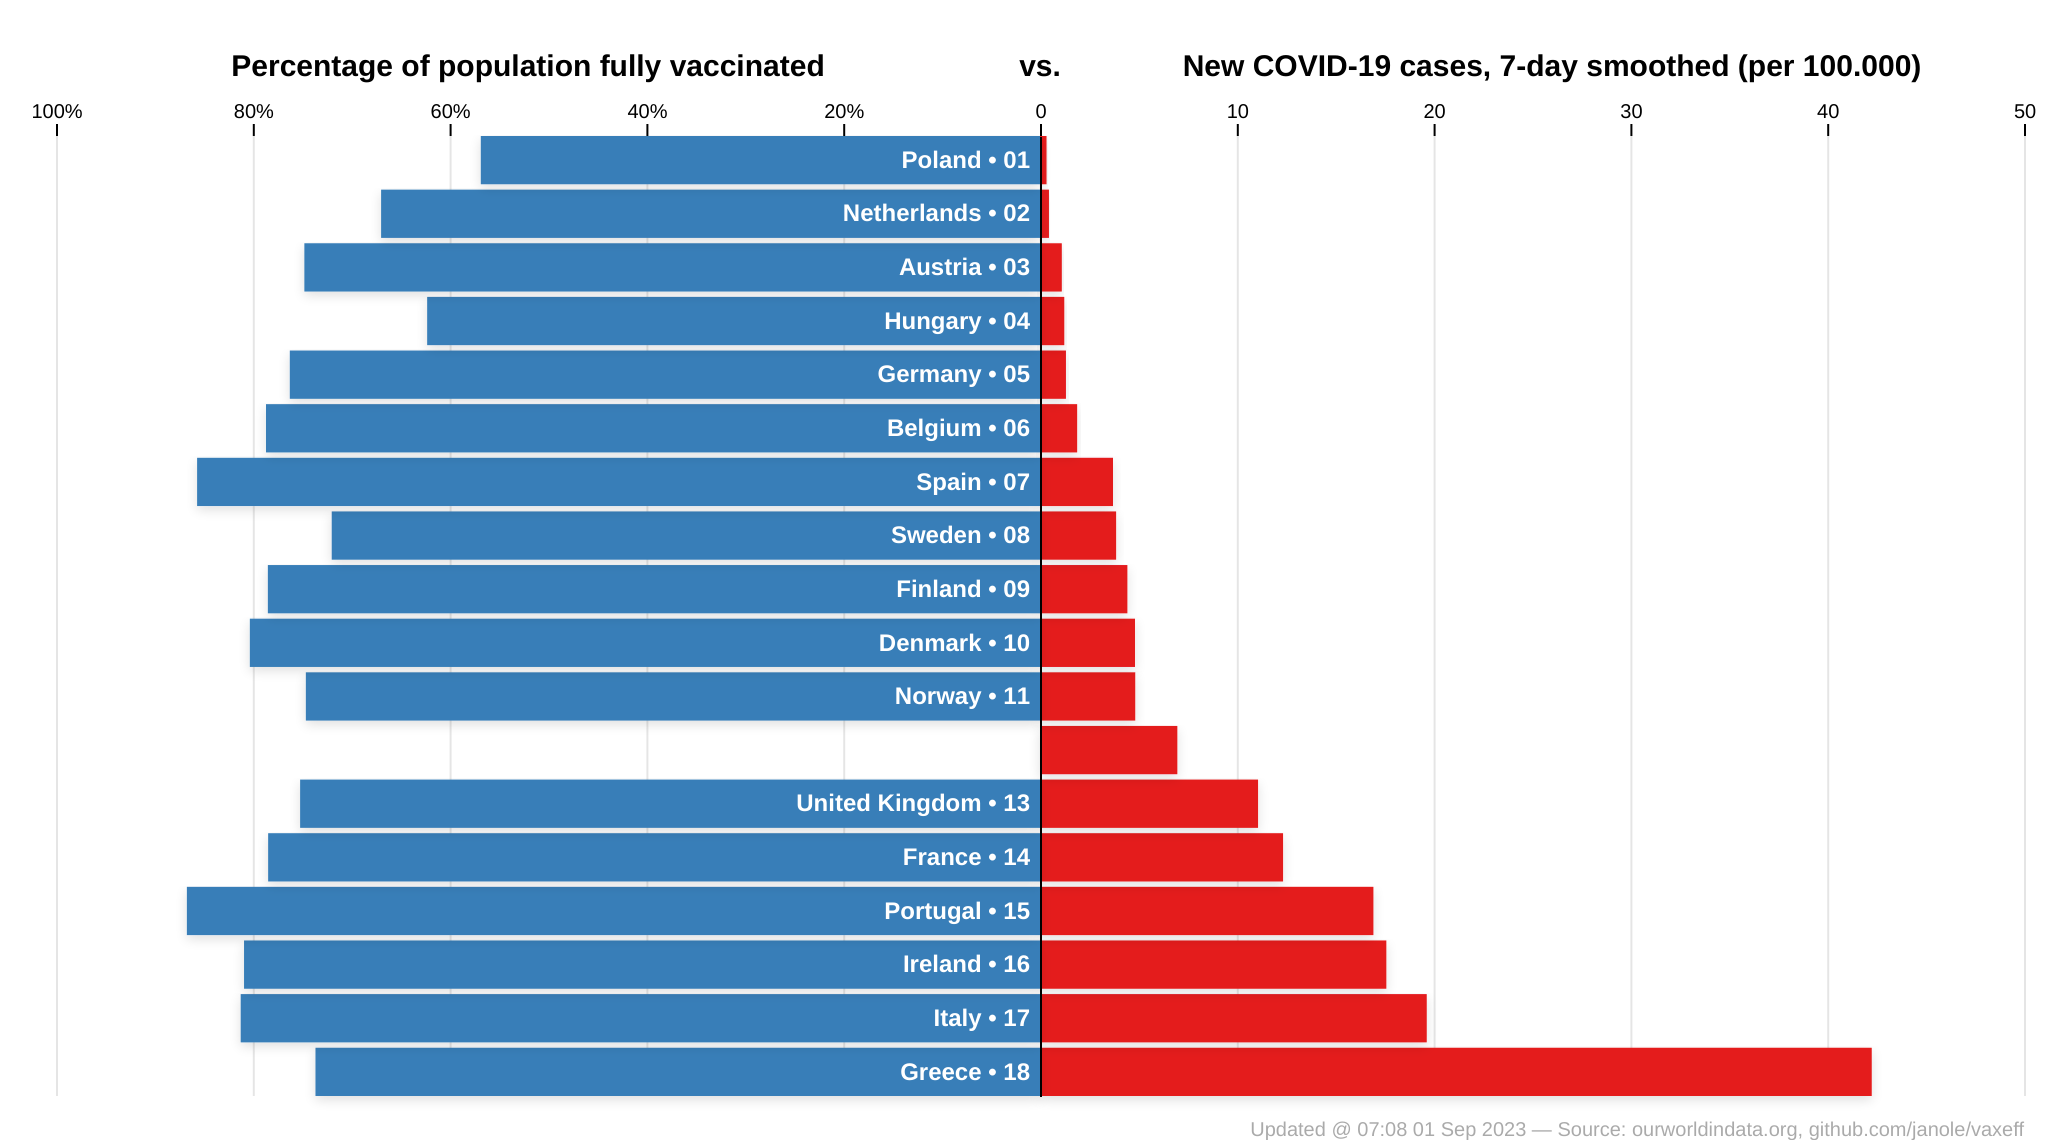 Percentage of population fully vaccinated vs. New COVID-19 cases, 7-day smoothed (per 100.000)
100% 80% 60% 40% 20% 0 10 20 30 40 50
Poland • 01
Netherlands • 02
Austria • 03
Hungary • 04
Germany • 05
Belgium • 06
Spain • 07
Sweden • 08
Finland • 09
Denmark • 10
Norway • 11
United Kingdom • 13
France • 14
Portugal • 15
Ireland • 16
Italy • 17
Greece • 18
Updated @ 07:08 01 Sep 2023 — Source: ourworldindata.org, github.com/janole/vaxeff